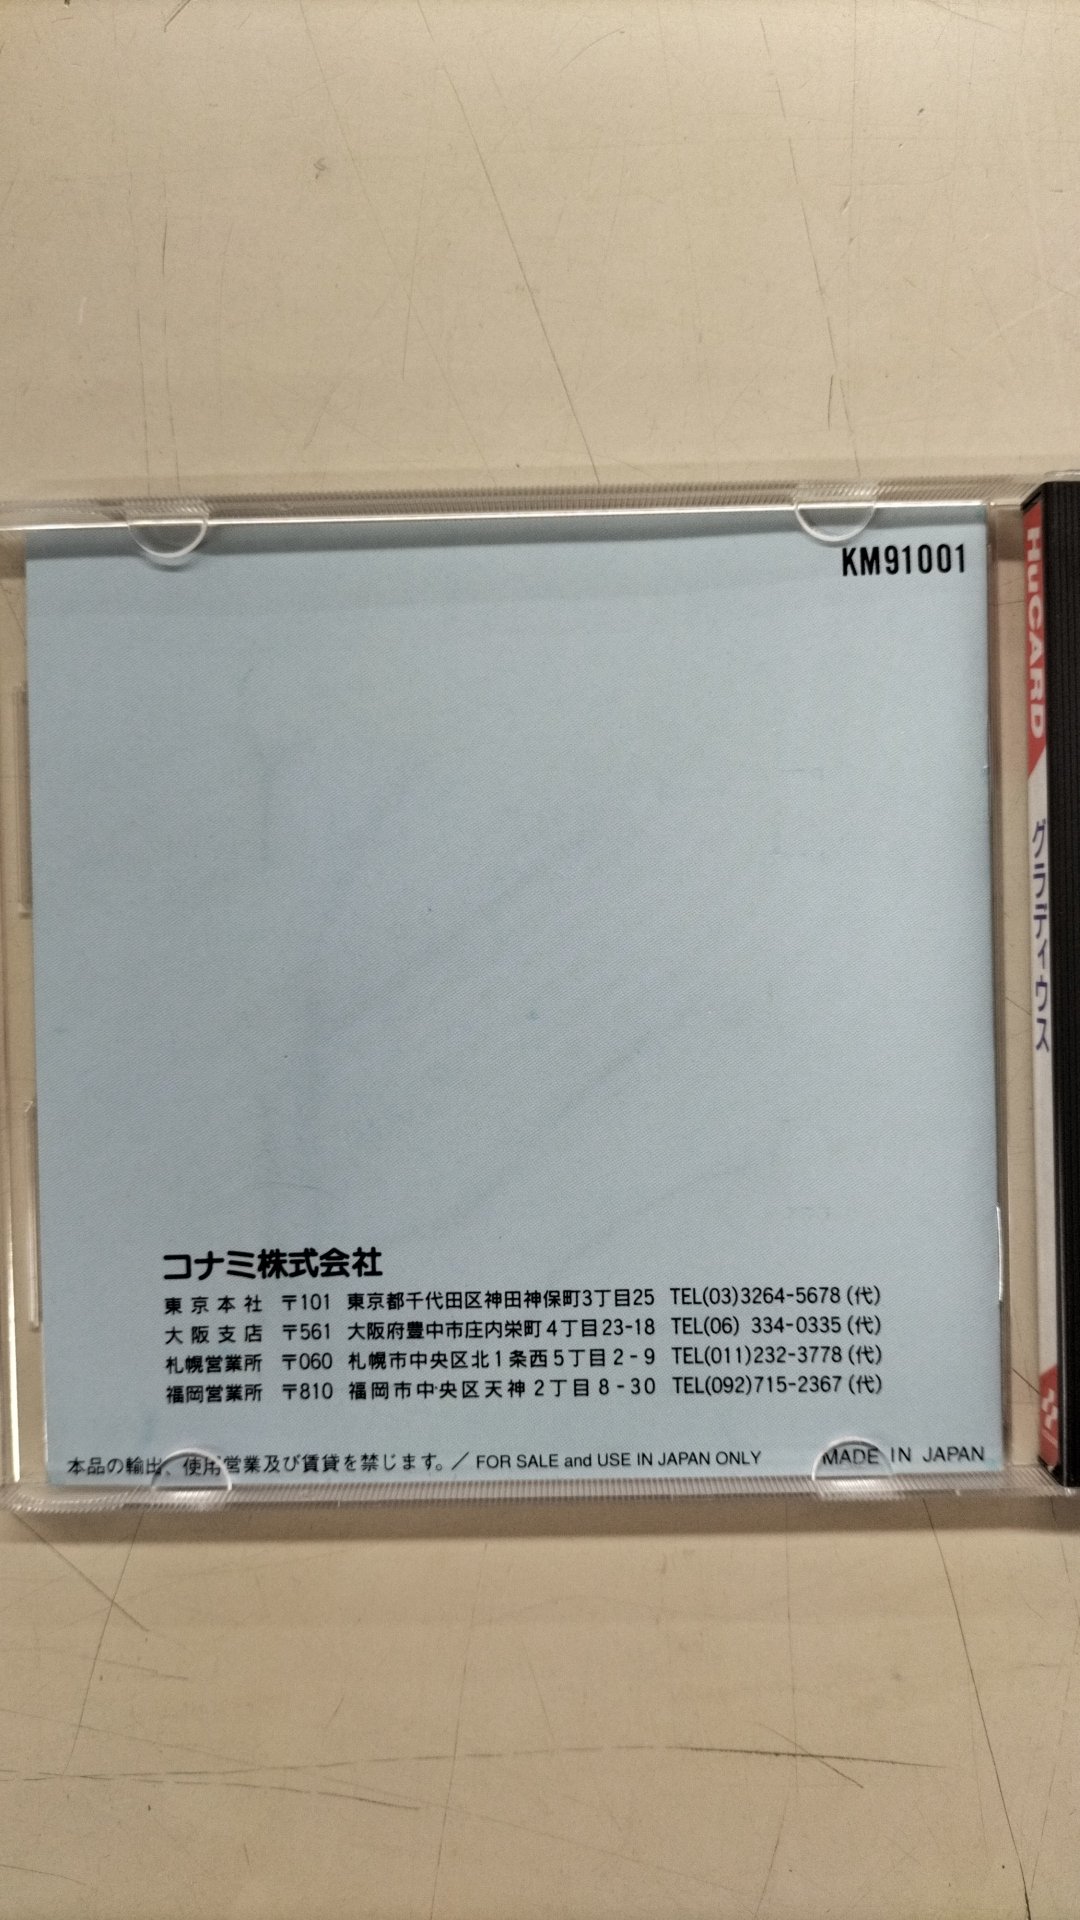 KM91001
コナミ株式会社
東京本社 〒101 東京都千代田区神田神保町3丁目25 TEL(03)3264-5678(代)
大阪支店 〒561 大阪府豊中市庄内栄町4丁目23-18 TEL(06) 334-0335(代)
札幌営業所 〒060 札幌市中央区北1条西5丁目2-9 TEL(011)232-3778(代)
福岡営業所 〒810 福岡市中央区天神2丁目8-30 TEL(092)715-2367(代)
本品の輸出、使用営業及び賃貸を禁じます。／FOR SALE and USE IN JAPAN ONLY MADE IN JAPAN
HuCARD グラディウス